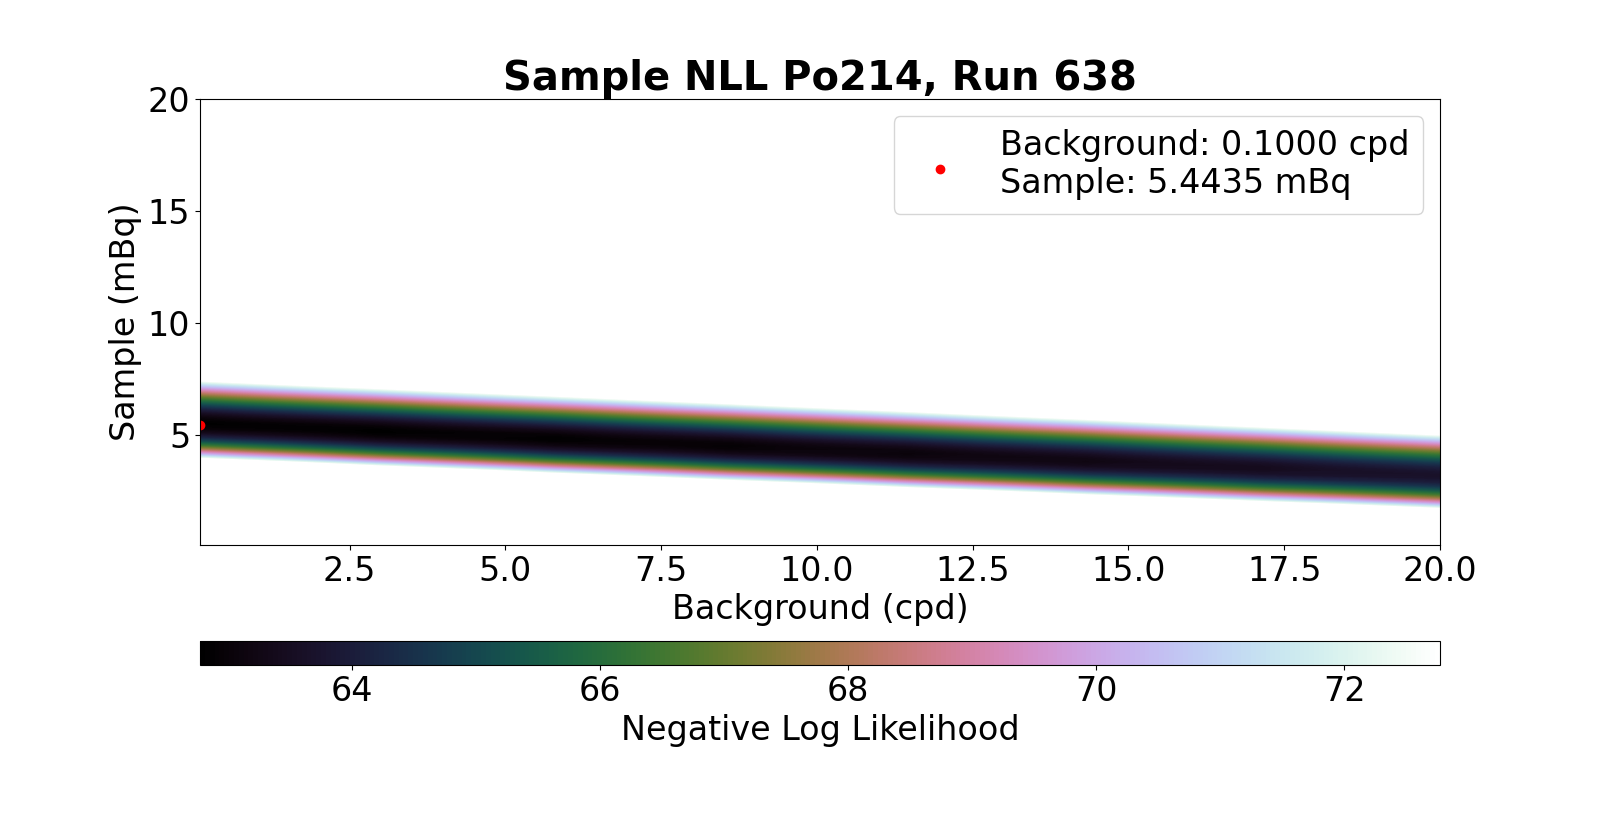 Sample NLL Po214, Run 638
20
15
10
5
Sample (mBq)
Background: 0.1000 cpd
Sample: 5.4435 mBq
2.5 5.0 7.5 10.0 12.5 15.0 17.5 20.0
Background (cpd)
64 66 68 70 72
Negative Log Likelihood